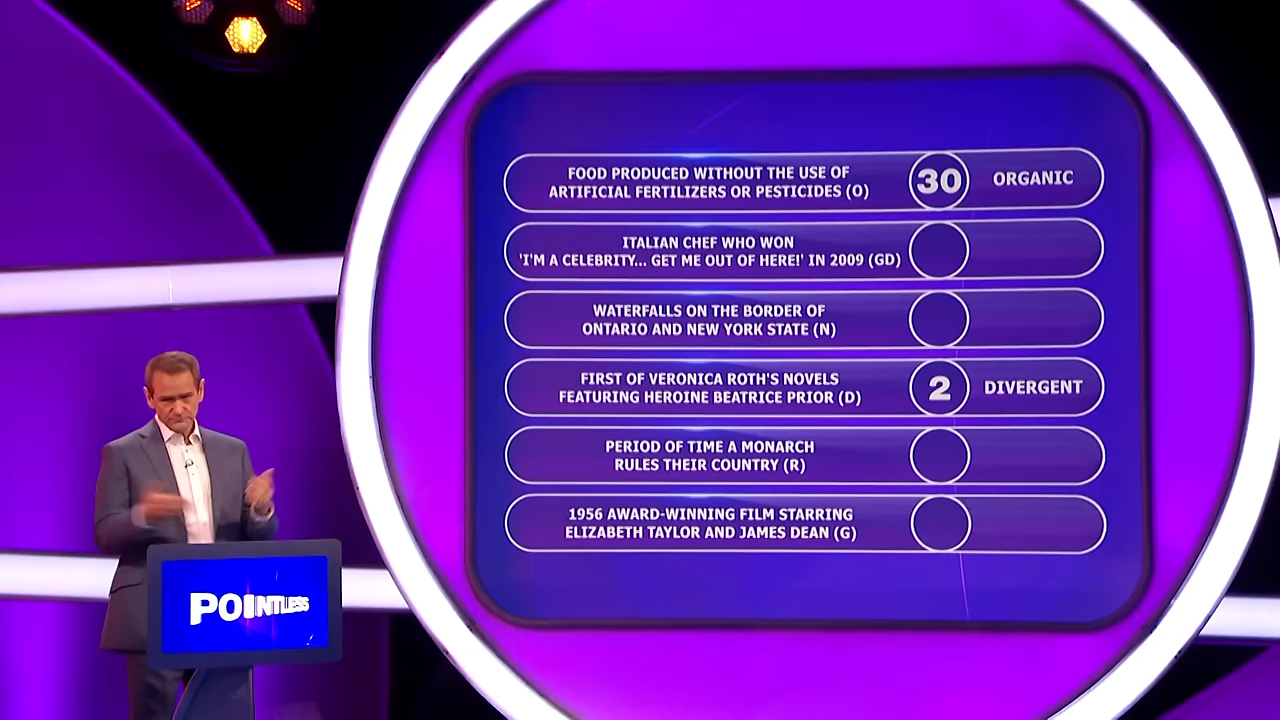 FOOD PRODUCED WITHOUT THE USE OF
ARTIFICIAL FERTILIZERS OR PESTICIDES (O)
30
ORGANIC
ITALIAN CHEF WHO WON
'I'M A CELEBRITY... GET ME OUT OF HERE!' IN 2009 (GD)
WATERFALLS ON THE BORDER OF
ONTARIO AND NEW YORK STATE (N)
FIRST OF VERONICA ROTH'S NOVELS
FEATURING HEROINE BEATRICE PRIOR (D)
2
DIVERGENT
PERIOD OF TIME A MONARCH
RULES THEIR COUNTRY (R)
1956 AWARD-WINNING FILM STARRING
ELIZABETH TAYLOR AND JAMES DEAN (G)
POINTLESS